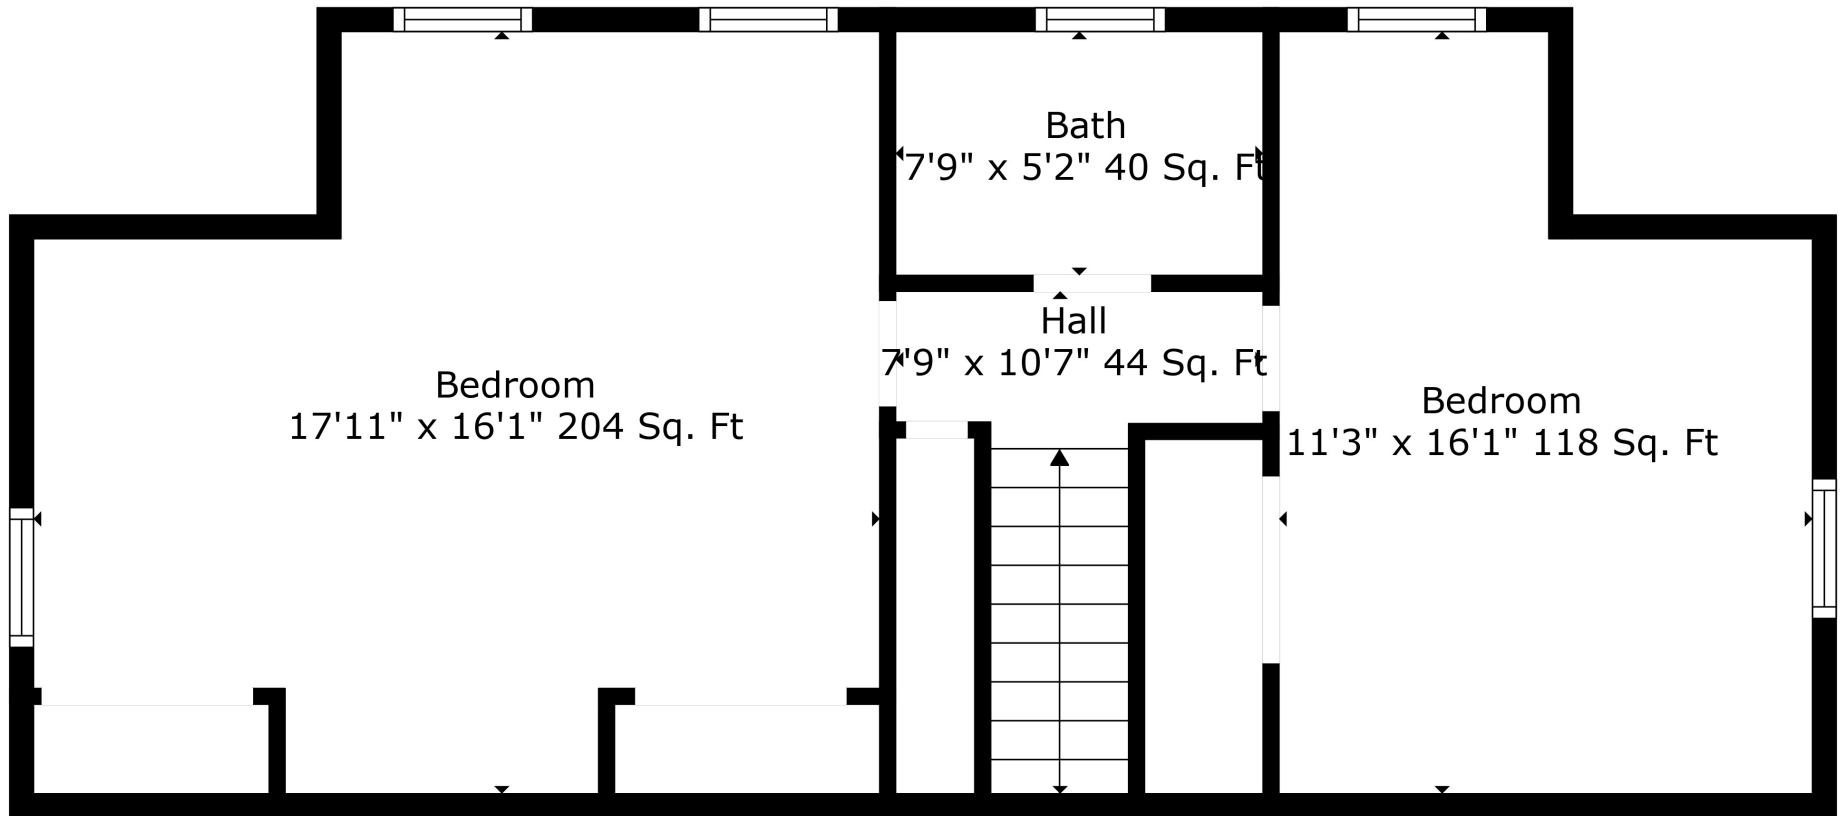 Bath
7'9" x 5'2" 40 Sq. Ft
Hall
7'9" x 10'7" 44 Sq. Ft
Bedroom
17'11" x 16'1" 204 Sq. Ft
Bedroom
11'3" x 16'1" 118 Sq. Ft